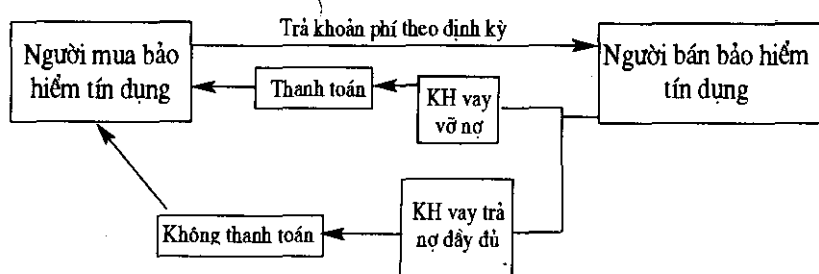 Trả khoản phí theo định kỳ
Người mua bảo
hiểm tín dụng
Người bán bảo hiểm
tín dụng
Thanh toán
KH vay
vỡ nợ
Không thanh toán
KH vay trả
nợ đầy đủ